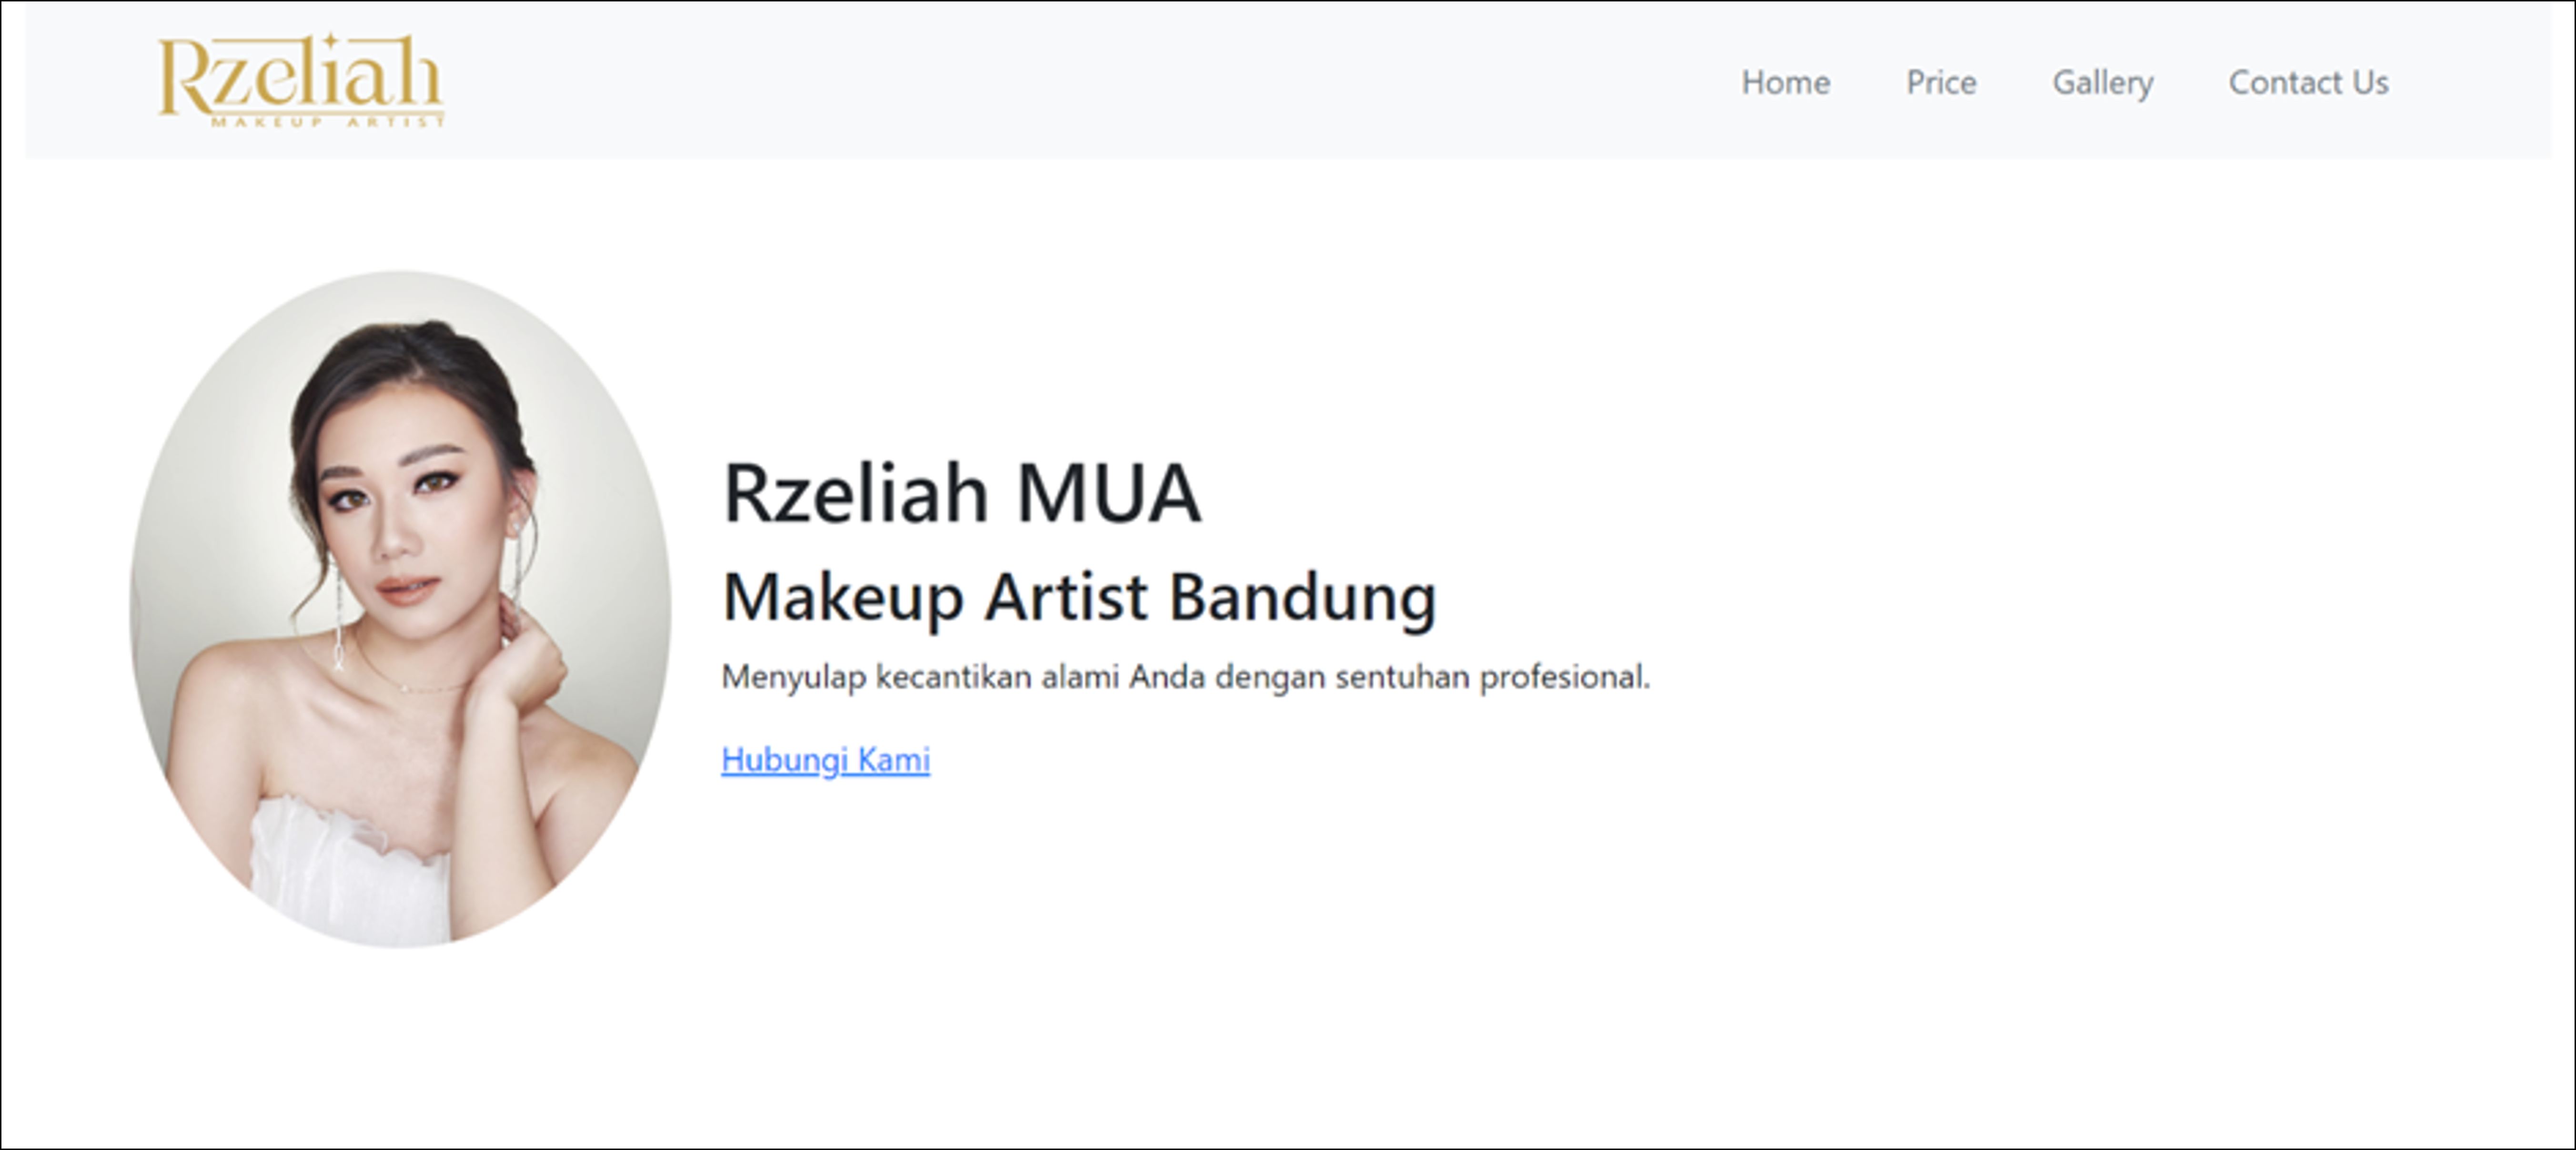 Rzeliah
MAKEUP ARTIST
Home Price Gallery Contact Us
Rzeliah MUA
Makeup Artist Bandung
Menyulap kecantikan alami Anda dengan sentuhan profesional.
Hubungi Kami